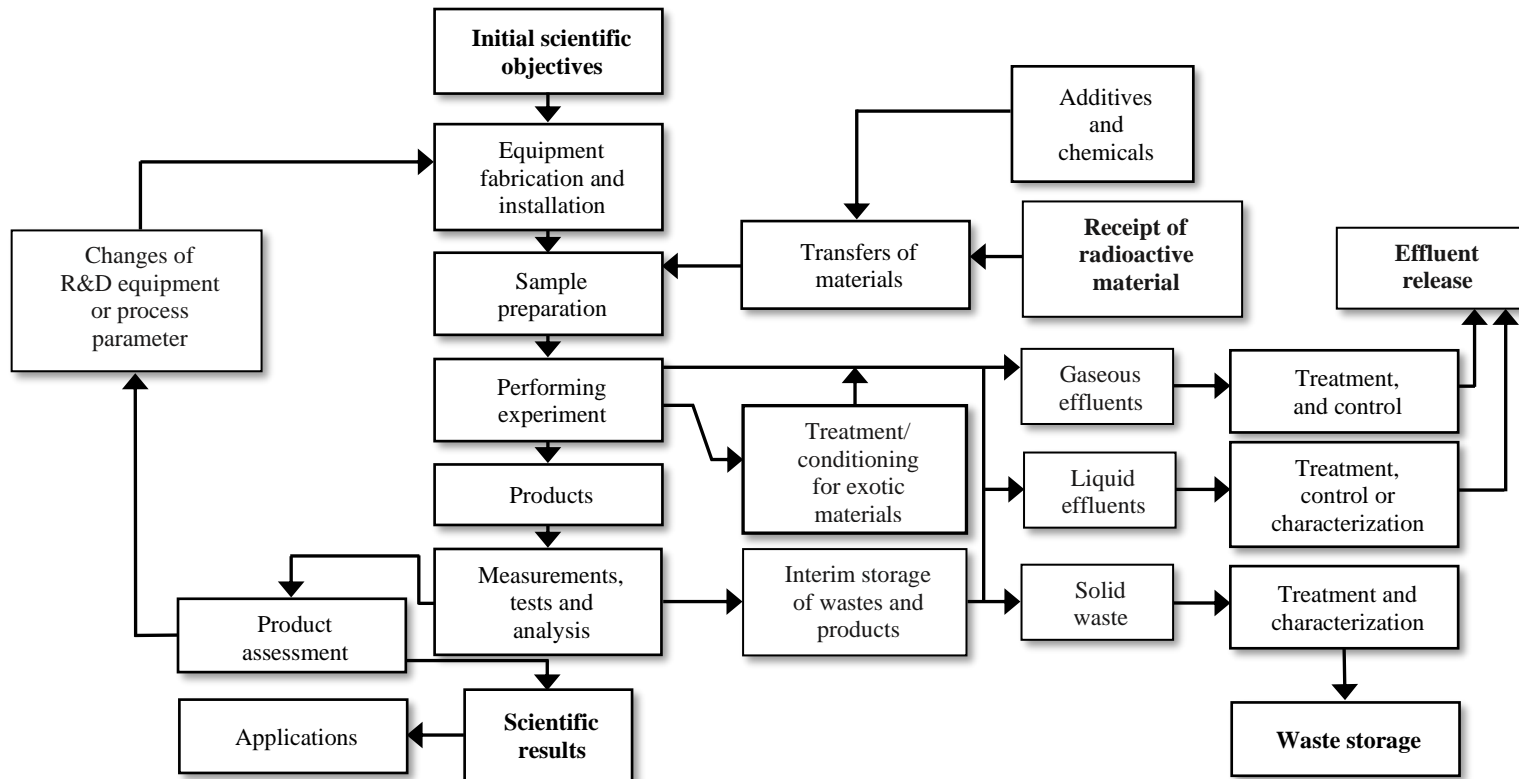 Initial scientific
objectives
Additives
and
chemicals
Equipment
fabrication and
installation
Changes of
R&D equipment
or process
parameter
Sample
preparation
Transfers of
materials
Receipt of
radioactive
material
Effluent
release
Performing
experiment
Treatment/
conditioning
for exotic
materials
Gaseous
effluents
Treatment,
and control
Products
Liquid
effluents
Treatment,
control or
characterization
Measurements,
tests and
analysis
Interim storage
of wastes and
products
Solid
waste
Treatment and
characterization
Product
assessment
Applications
Scientific
results
Waste storage